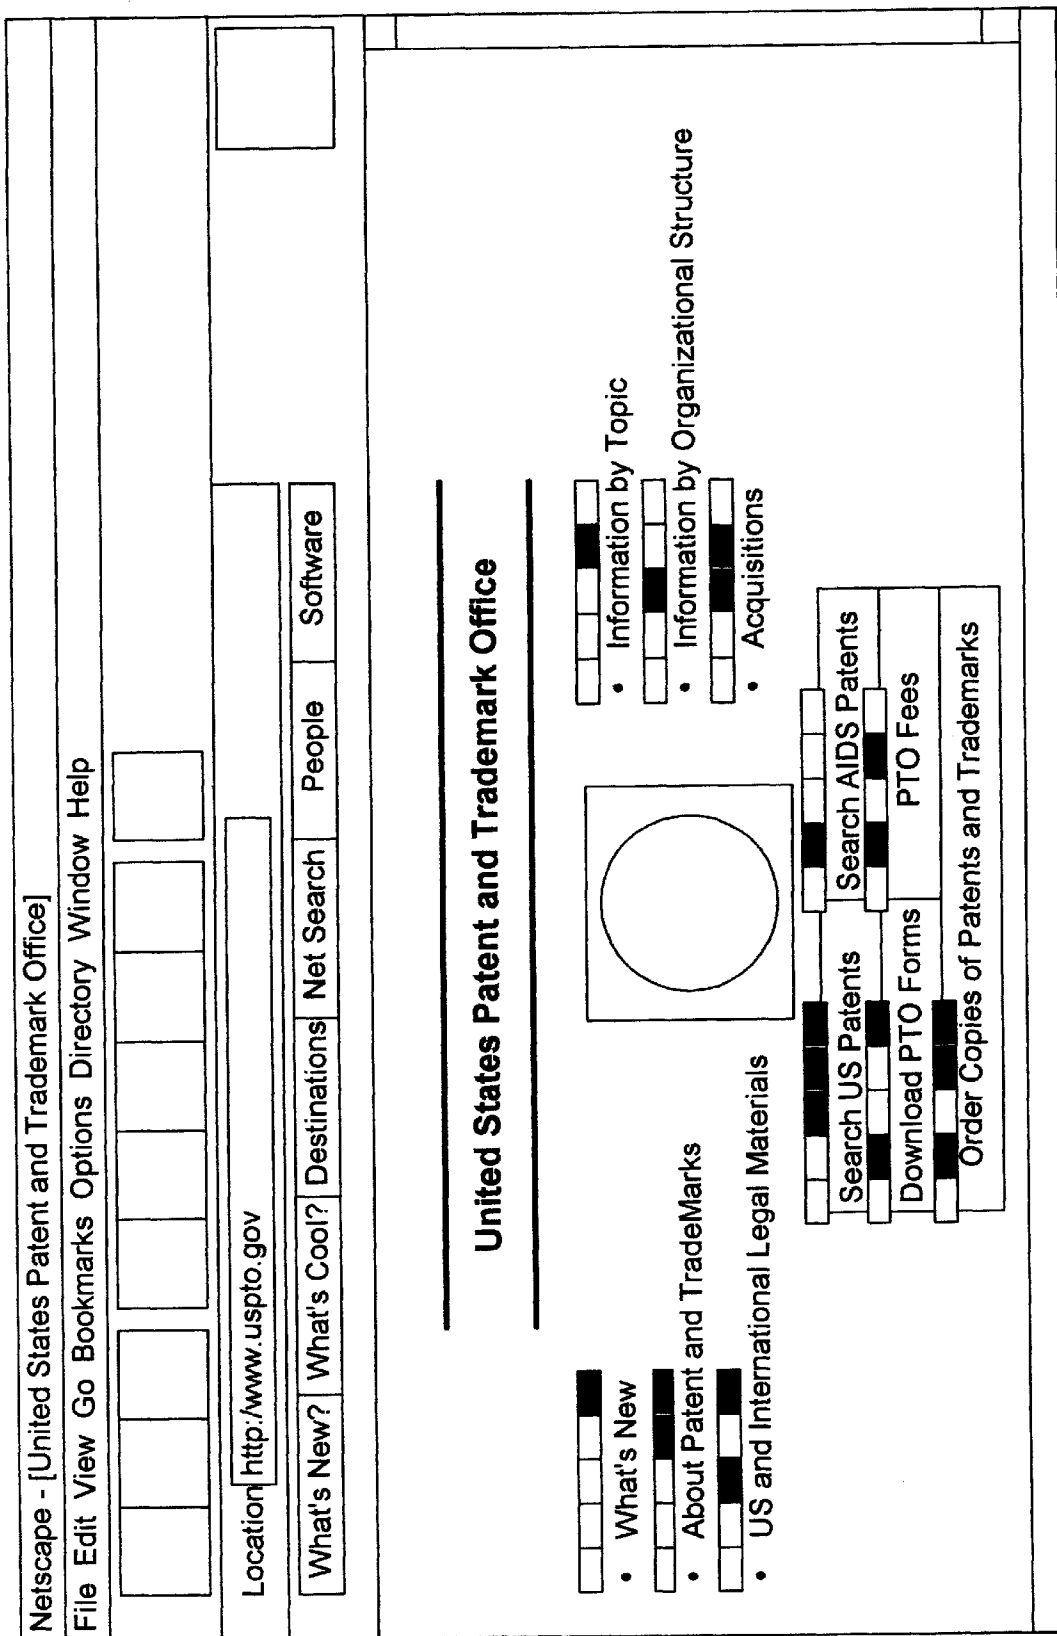 Netscape - [United States Patent and Trademark Office]
File Edit View Go Bookmarks Options Directory Window Help
Location http:/www.uspto.gov
What's New? What's Cool? Destinations Net Search People Software
United States Patent and Trademark Office
• What's New
• About Patent and TradeMarks
• US and International Legal Materials
• Information by Topic
• Information by Organizational Structure
• Acquisitions
Search US Patents Search AIDS Patents
Download PTO Forms PTO Fees
Order Copies of Patents and Trademarks